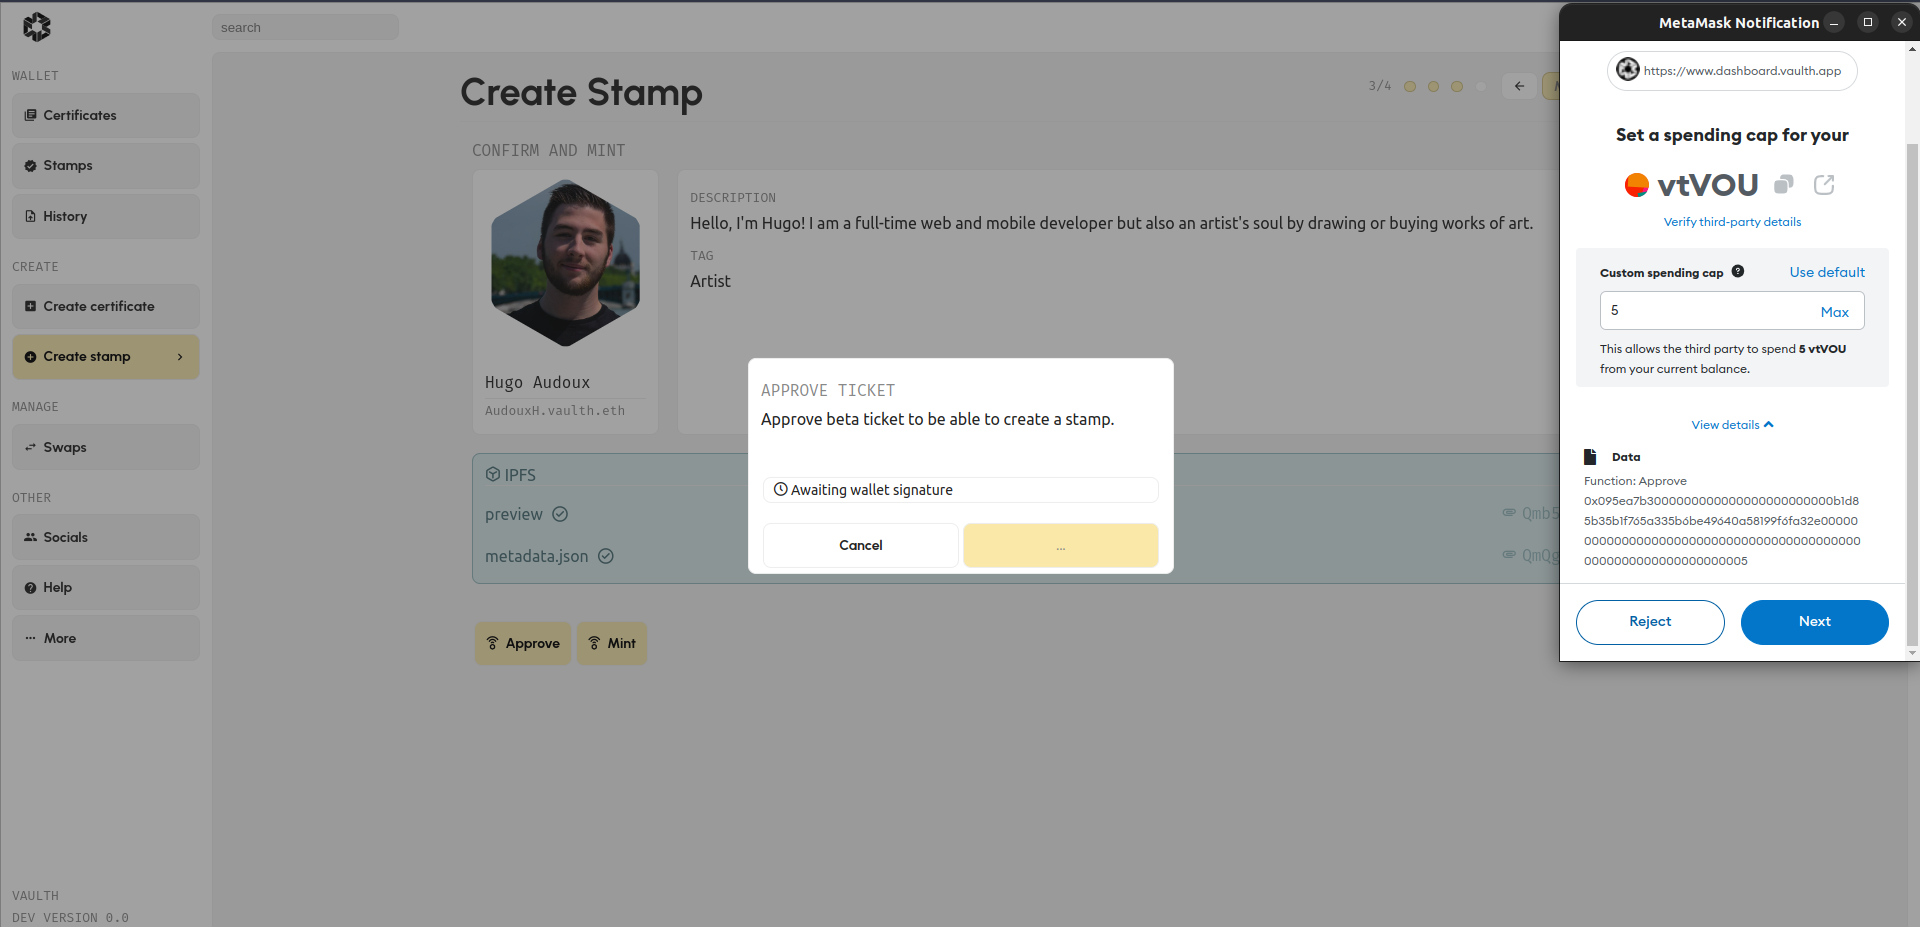 search
WALLET
Certificates
Stamps
History
CREATE
Create certificate
Create stamp
MANAGE
Swaps
OTHER
Socials
Help
More
VAULTH
DEV VERSION 0.0
Create Stamp
3/4
CONFIRM AND MINT
Hugo Audoux
AudouxH.vaulth.eth
DESCRIPTION
Hello, I'm Hugo! I am a full-time web and mobile developer but also an artist's soul by drawing or buying works of art.
TAG
Artist
IPFS
preview
Qmb5
metadata.json
QmQg
Approve
Mint
APPROVE TICKET
Approve beta ticket to be able to create a stamp.
Awaiting wallet signature
Cancel
...
MetaMask Notification
https://www.dashboard.vaulth.app
Set a spending cap for your
vtVOU
Verify third-party details
Custom spending cap
Use default
5
Max
This allows the third party to spend 5 vtVOU
from your current balance.
View details
Data
Function: Approve
0x095ea7b3000000000000000000000000b1d8
5b35b1f765a335b6be49640a58199f6fa32e00000
0000000000000000000000000000000000000
0000000000000000000005
Reject
Next